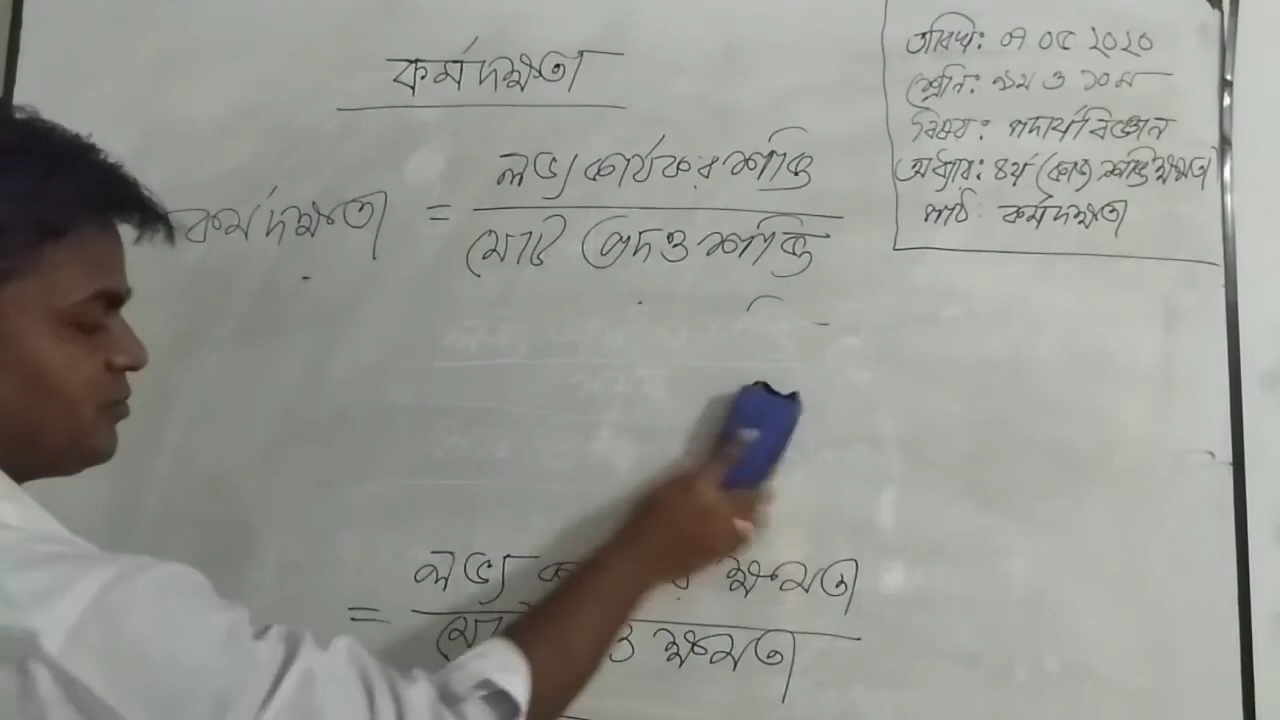 কর্মদক্ষতা
তারিখ: ০৭ ০৫ ২০২০
শ্রেনি: ৯ম ও ১০ম
বিষয়: পদার্থবিজ্ঞান
অধ্যায়: ৪র্থ (কাজ শক্তি ক্ষমতা)
পাঠ: কর্মদক্ষতা
কর্মদক্ষতা = লভ্য কার্যকর শক্তি
মোট প্রদত্ত শক্তি
= লভ্য ক্ষমতা
ক্ষমতা